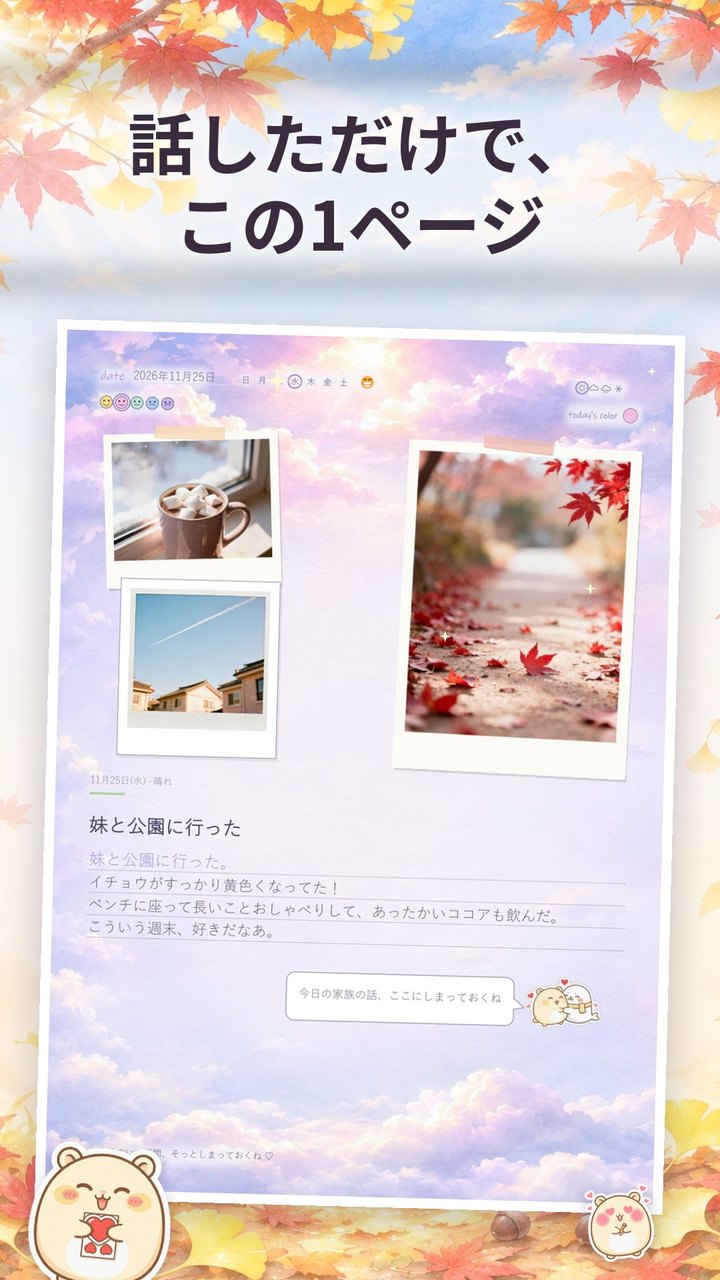 話しただけで、
この1ページ
date 2026年11月25日 日 月 水 木 金 土
today's color
11月25日(水)・晴れ
妹と公園に行った
妹と公園に行った。
イチョウがすっかり黄色くなってた！
ベンチに座って長いことおしゃべりして、あったかいココアも飲んだ。
こういう週末、好きだなあ。
今日の家族の話、ここにしまっておくね
、そっとしまっておくね♡